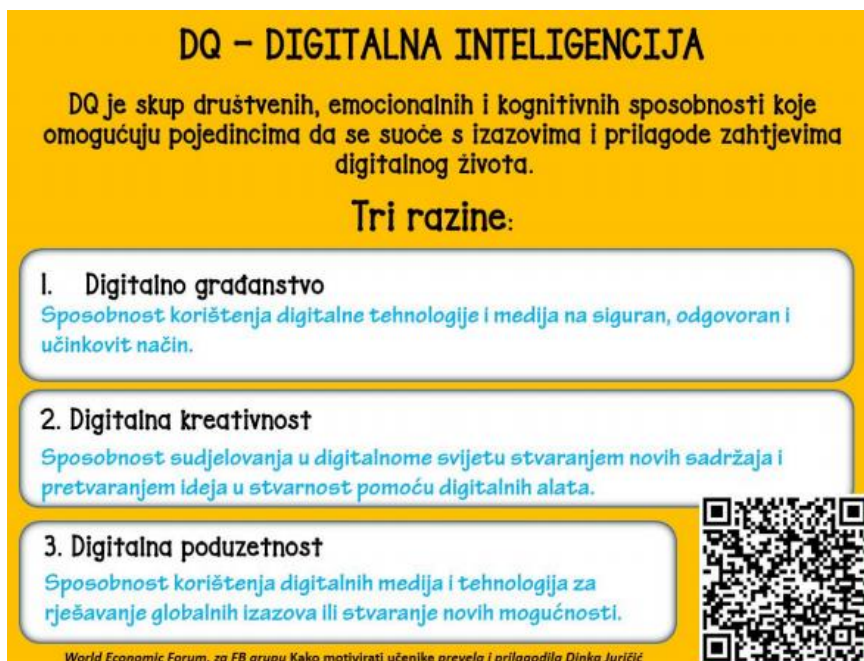 DQ – DIGITALNA INTELIGENCIJA
DQ je skup društvenih, emocionalnih i kognitivnih sposobnosti koje
omogućuju pojedincima da se suoče s izazovima i prilagode zahtjevima
digitalnog života.
Tri razine:
1. Digitalno građanstvo
Sposobnost korištenja digitalne tehnologije i medija na siguran, odgovoran i
učinkovit način.
2. Digitalna kreativnost
Sposobnost sudjelovanja u digitalnome svijetu stvaranjem novih sadržaja i
pretvaranjem ideja u stvarnost pomoću digitalnih alata.
3. Digitalna poduzetnost
Sposobnost korištenja digitalnih medija i tehnologija za
rješavanje globalnih izazova ili stvaranje novih mogućnosti.
World Economic Forum, za FB grupu Kako motivirati učenike prevela i prilagodila Dinka Juričić